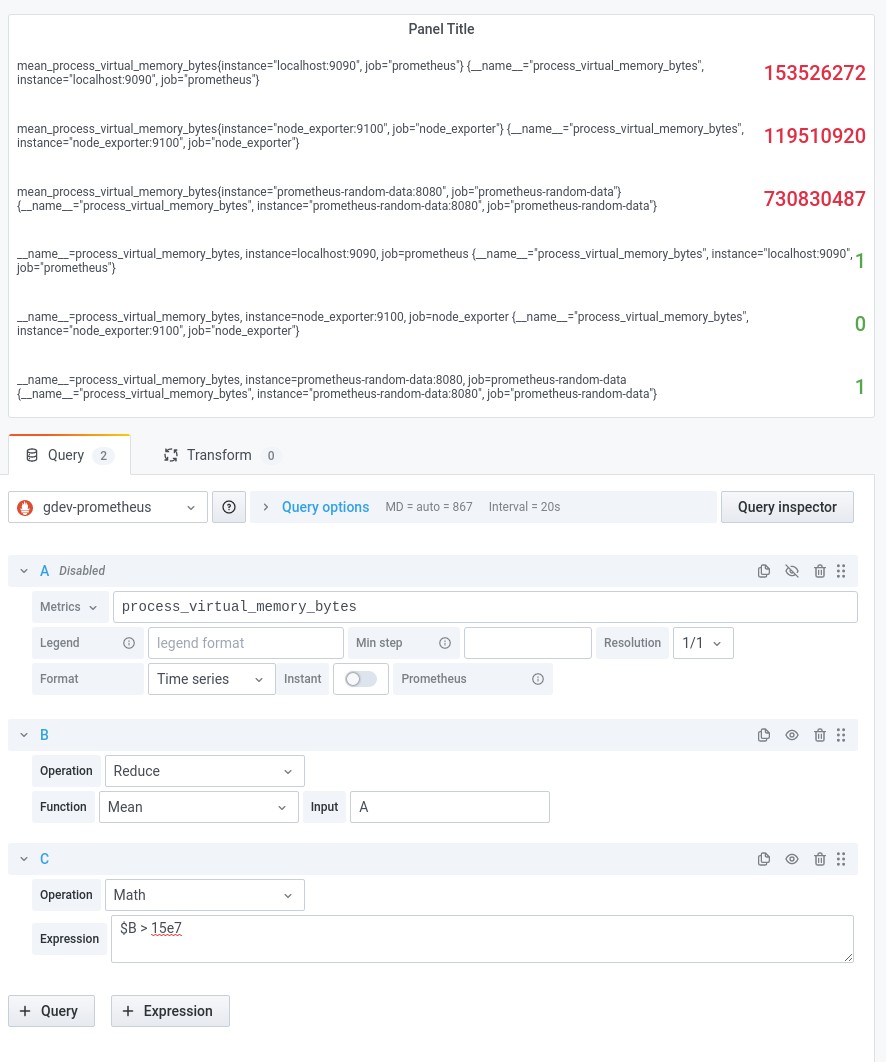 Panel Title
mean_process_virtual_memory_bytes{instance="localhost:9090", job="prometheus"} {__name__="process_virtual_memory_bytes",
instance="localhost:9090", job="prometheus"}
153526272
mean_process_virtual_memory_bytes{instance="node_exporter:9100", job="node_exporter"} {__name__="process_virtual_memory_bytes",
instance="node_exporter:9100", job="node_exporter"}
119510920
mean_process_virtual_memory_bytes{instance="prometheus-random-data:8080", job="prometheus-random-data"}
{__name__="process_virtual_memory_bytes", instance="prometheus-random-data:8080", job="prometheus-random-data"}
730830487
__name__=process_virtual_memory_bytes, instance=localhost:9090, job=prometheus {__name__="process_virtual_memory_bytes", instance="localhost:9090",
job="prometheus"}
1
__name__=process_virtual_memory_bytes, instance=node_exporter:9100, job=node_exporter {__name__="process_virtual_memory_bytes",
instance="node_exporter:9100", job="node_exporter"}
0
__name__=process_virtual_memory_bytes, instance=prometheus-random-data:8080, job=prometheus-random-data
{__name__="process_virtual_memory_bytes", instance="prometheus-random-data:8080", job="prometheus-random-data"}
1
Query 2 Transform 0
gdev-prometheus Query options MD = auto = 867 Interval = 20s Query inspector
A Disabled
Metrics process_virtual_memory_bytes
Legend legend format Min step Resolution 1/1
Format Time series Instant Prometheus
B
Operation Reduce
Function Mean Input A
C
Operation Math
Expression $B > 15e7
+ Query + Expression